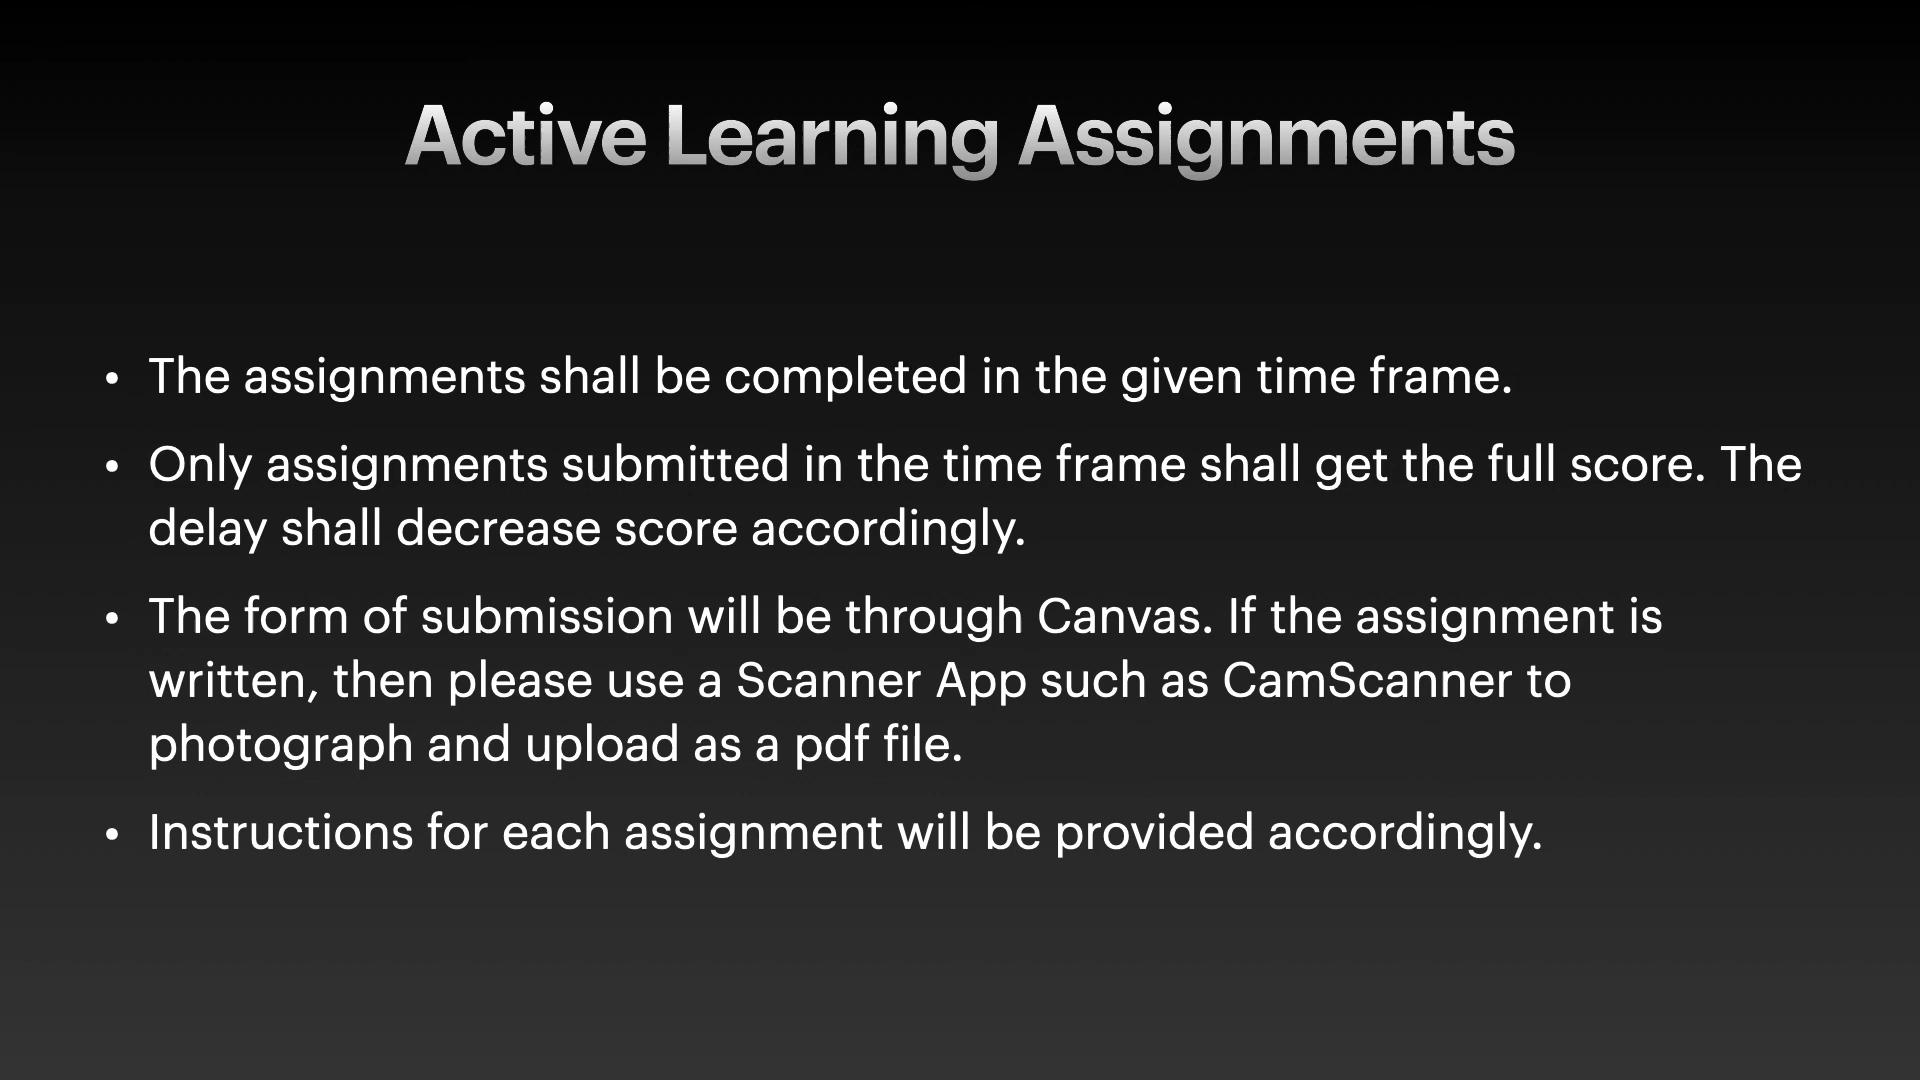 Active Learning Assignments
• The assignments shall be completed in the given time frame.
• Only assignments submitted in the time frame shall get the full score. The
delay shall decrease score accordingly.
• The form of submission will be through Canvas. If the assignment is
written, then please use a Scanner App such as CamScanner to
photograph and upload as a pdf file.
• Instructions for each assignment will be provided accordingly.